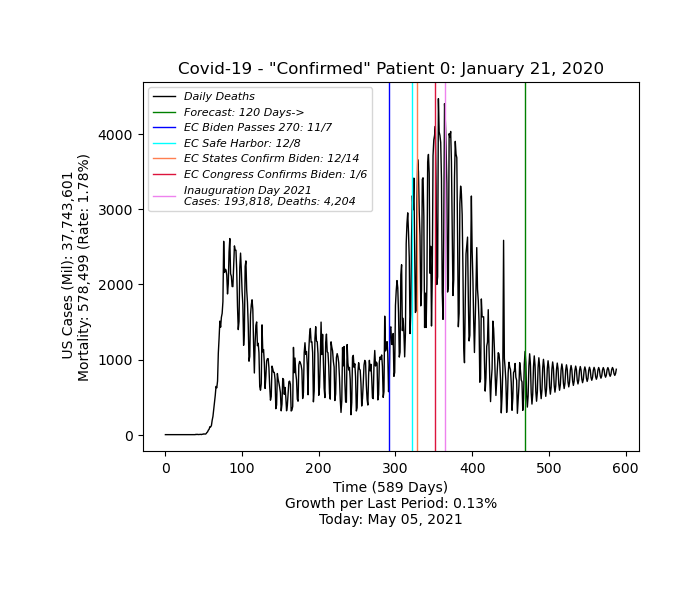 Covid-19 - "Confirmed" Patient 0: January 21, 2020
Daily Deaths
Forecast: 120 Days->
EC Biden Passes 270: 11/7
EC Safe Harbor: 12/8
EC States Confirm Biden: 12/14
EC Congress Confirms Biden: 1/6
Inauguration Day 2021
Cases: 193,818, Deaths: 4,204
4000
3000
2000
1000
0
US Cases (Mil): 37,743,601
Mortality: 578,499 (Rate: 1.78%)
0 100 200 300 400 500 600
Time (589 Days)
Growth per Last Period: 0.13%
Today: May 05, 2021